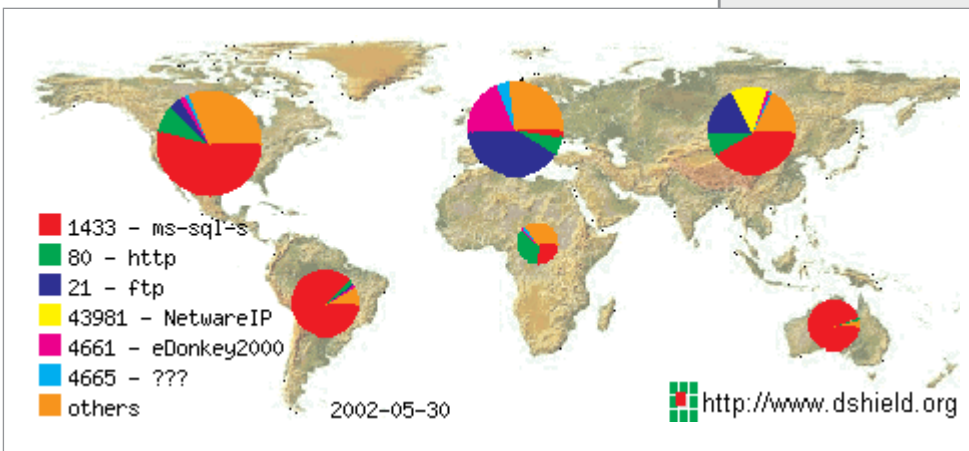 1433 - ms-sql-s
80 - http
21 - ftp
43981 - NetwareIP
4661 - eDonkey2000
4665 - ???
others
2002-05-30
http://www.dshield.org